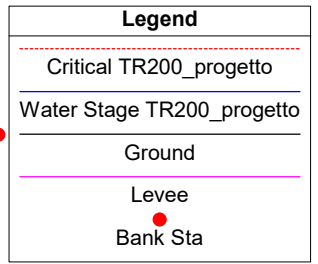 Legend
Critical TR200_progetto
Water Stage TR200_progetto
Ground
Levee
Bank Sta